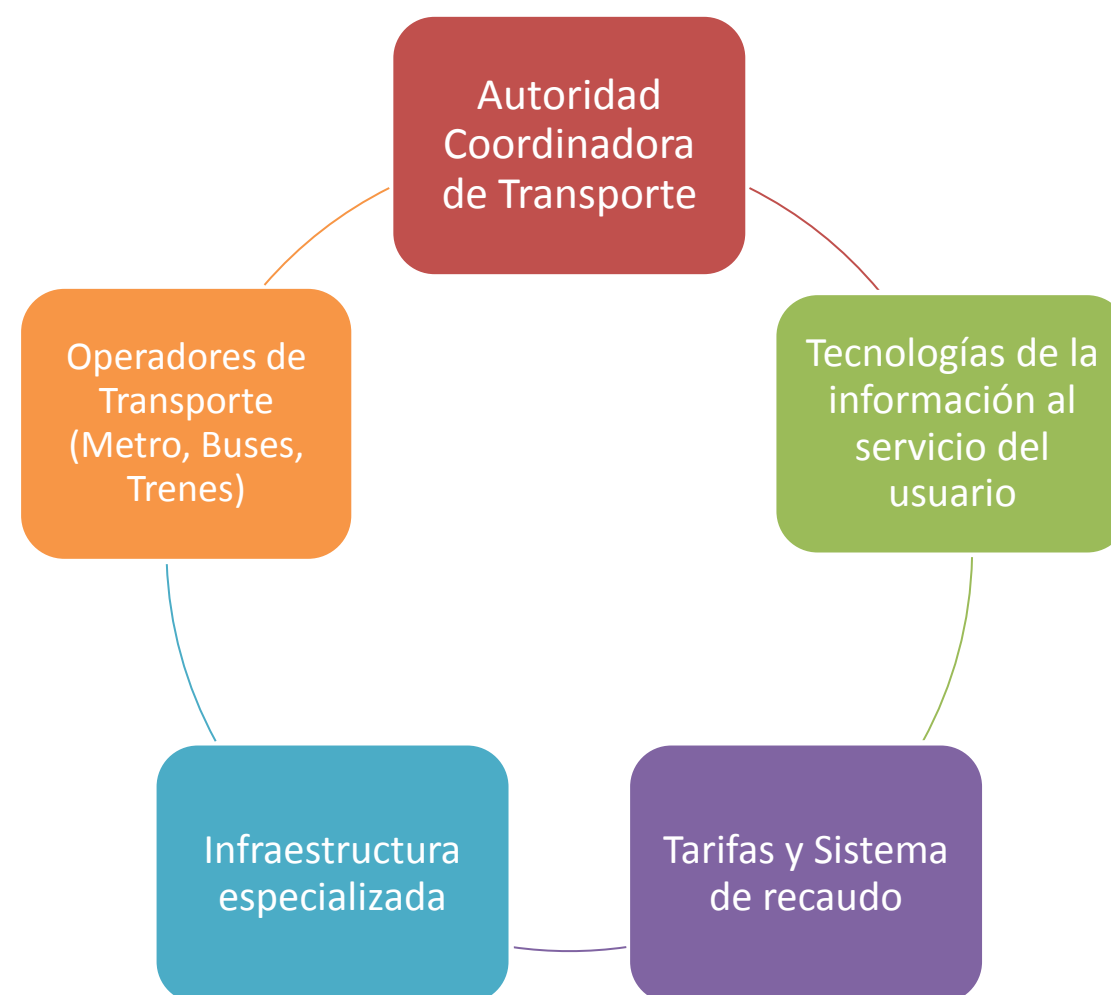 Autoridad
Coordinadora
de Transporte
Tecnologías de la
información al
servicio del
usuario
Tarifas y Sistema
de recaudo
Infraestructura
especializada
Operadores de
Transporte
(Metro, Buses,
Trenes)